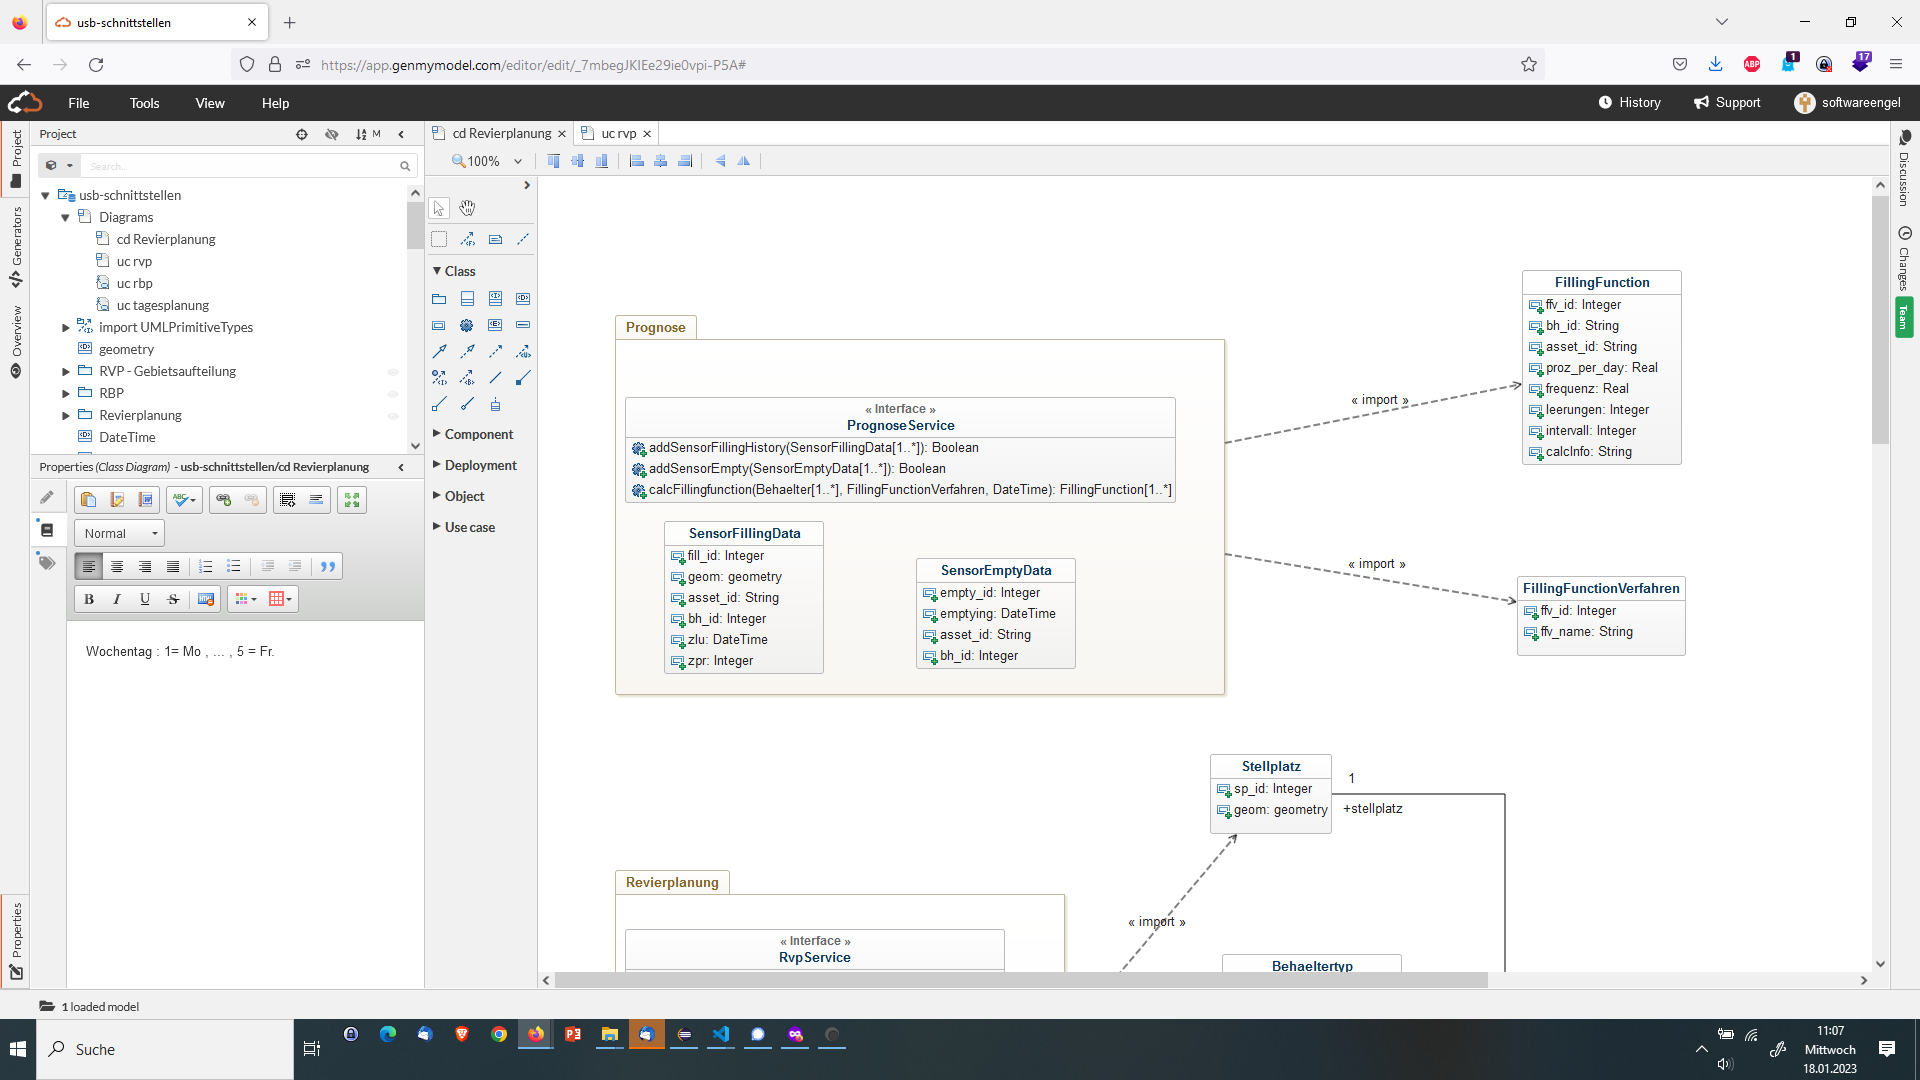 usb-schnittstellen
https://app.genmymodel.com/editor/edit/_7mbegJKIEe29ie0vpi-P5A#
ABP
1
17
File
Tools
View
Help
History
Support
softwareengel
Project
Generators
Overview
Properties
Project
M
Search...
usb-schnittstellen
Diagrams
cd Revierplanung
uc rvp
uc rbp
uc tagesplanung
import UMLPrimitiveTypes
geometry
RVP - Gebietsaufteilung
RBP
Revierplanung
DateTime
Properties (Class Diagram) - usb-schnittstellen/cd Revierplanung
Normal
B I U S
Wochentag : 1= Mo , ... , 5 = Fr.
cd Revierplanung
uc rvp
100%
Class
Component
Deployment
Object
Use case
Prognose
« Interface »
PrognoseService
addSensorFillingHistory(SensorFillingData[1..*]): Boolean
addSensorEmpty(SensorEmptyData[1..*]): Boolean
calcFillingfunction(Behaelter[1..*], FillingFunctionVerfahren, DateTime): FillingFunction[1..*]
SensorFillingData
fill_id: Integer
geom: geometry
asset_id: String
bh_id: Integer
zlu: DateTime
zpr: Integer
SensorEmptyData
empty_id: Integer
emptying: DateTime
asset_id: String
bh_id: Integer
« import »
« import »
FillingFunction
ffv_id: Integer
bh_id: String
asset_id: String
proz_per_day: Real
frequenz: Real
leerungen: Integer
intervall: Integer
calcInfo: String
FillingFunctionVerfahren
ffv_id: Integer
ffv_name: String
Stellplatz
sp_id: Integer
geom: geometry
1
+stellplatz
« import »
Revierplanung
« Interface »
RvpService
Behaeltertyp
Discussion
Changes
Team
1 loaded model
Suche
11:07
Mittwoch
18.01.2023